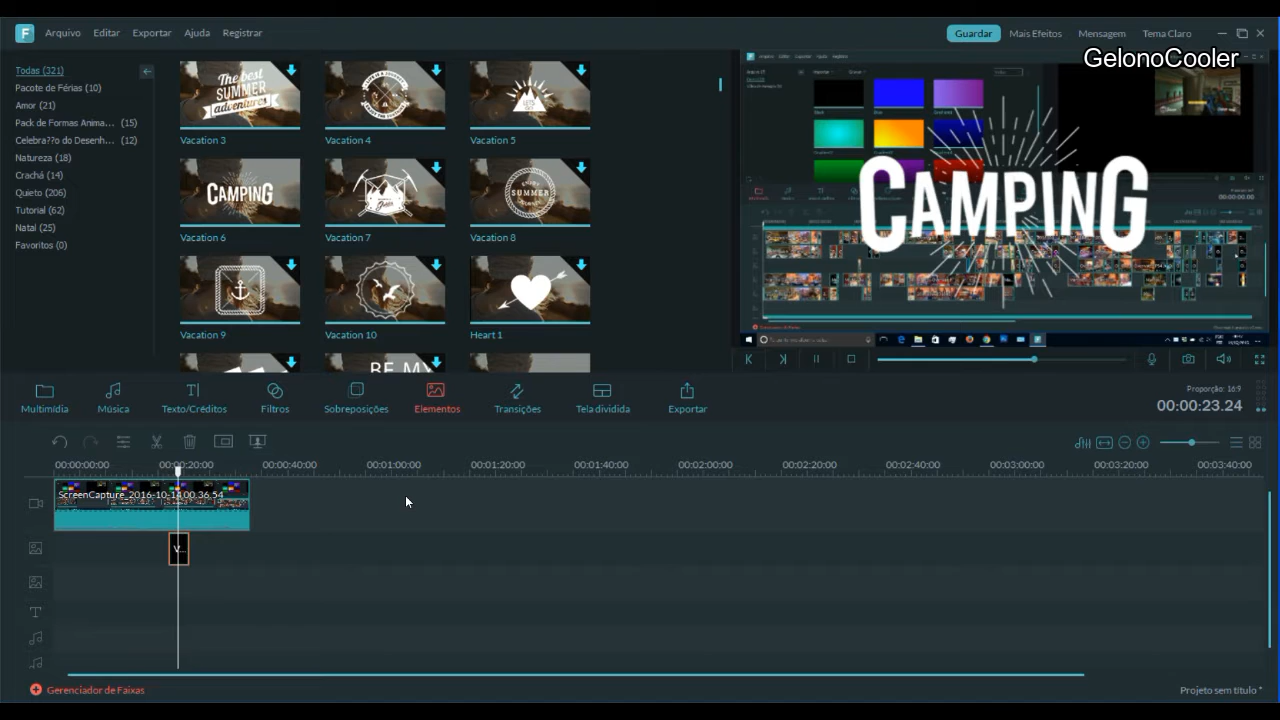 Arquivo Editar Exportar Ajuda Registrar Guardar Mais Efeitos Mensagem Tema Claro
GelonoCooler
Todas (321)
Pacote de Férias (10)
Amor (21)
Pack de Formas Anima... (15)
Celebra??o do Desenh... (12)
Natureza (18)
Crachá (14)
Quieto (206)
Tutorial (62)
Natal (25)
Favoritos (0)
The best SUMMER adventures
Vacation 3 Vacation 4 Vacation 5
CAMPING SUMMER
Vacation 6 Vacation 7 Vacation 8
Vacation 9 Vacation 10 Heart 1
BE MY
CAMPING
Multimídia Música Texto/Créditos Filtros Sobreposições Elementos Transições Tela dividida Exportar
Proporção: 16:9
00:00:23.24
00:00:00:00 00:00:20:00 00:00:40:00 00:01:00:00 00:01:20:00 00:01:40:00 00:02:00:00 00:02:20:00 00:02:40:00 00:03:00:00 00:03:20:00 00:03:40:00
ScreenCapture_2016-10-14 00.36.54
V...
Gerenciador de Faixas Projeto sem título *